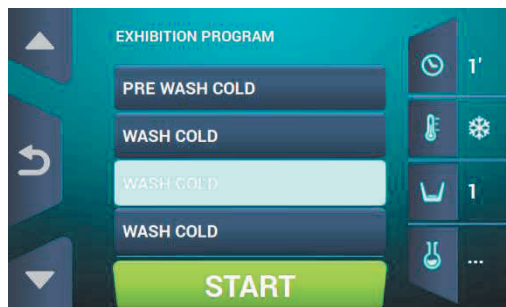 EXHIBITION PROGRAM
1'
PRE WASH COLD
WASH COLD
WASH COLD
1
WASH COLD
...
START